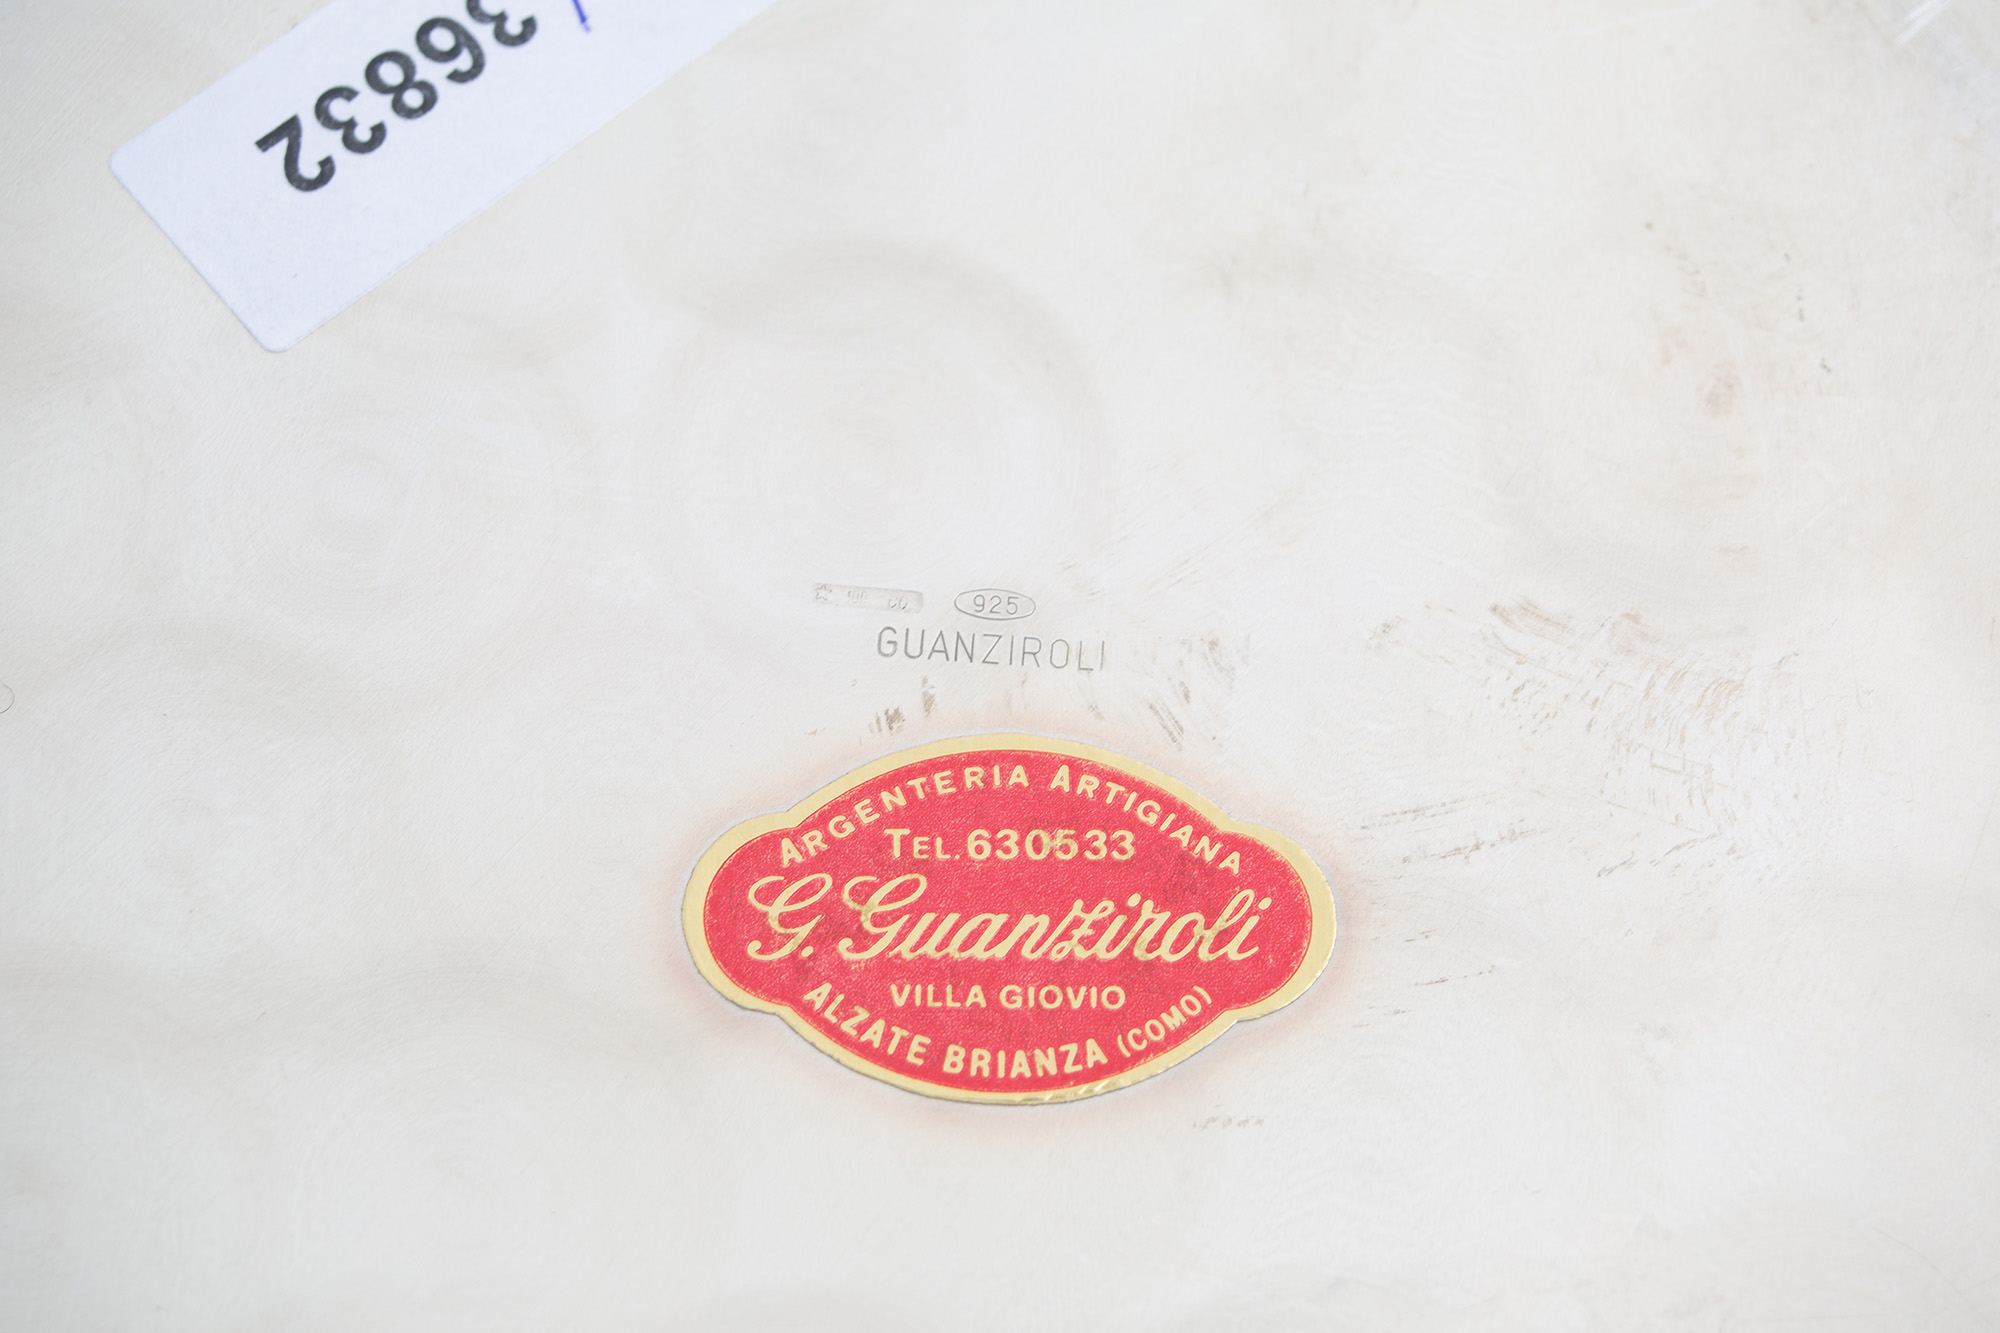 36832
925
GUANZIROLI
ARGENTERIA ARTIGIANA
TEL. 630533
G. Guanziroli
VILLA GIOVIO
ALZATE BRIANZA (COMO)